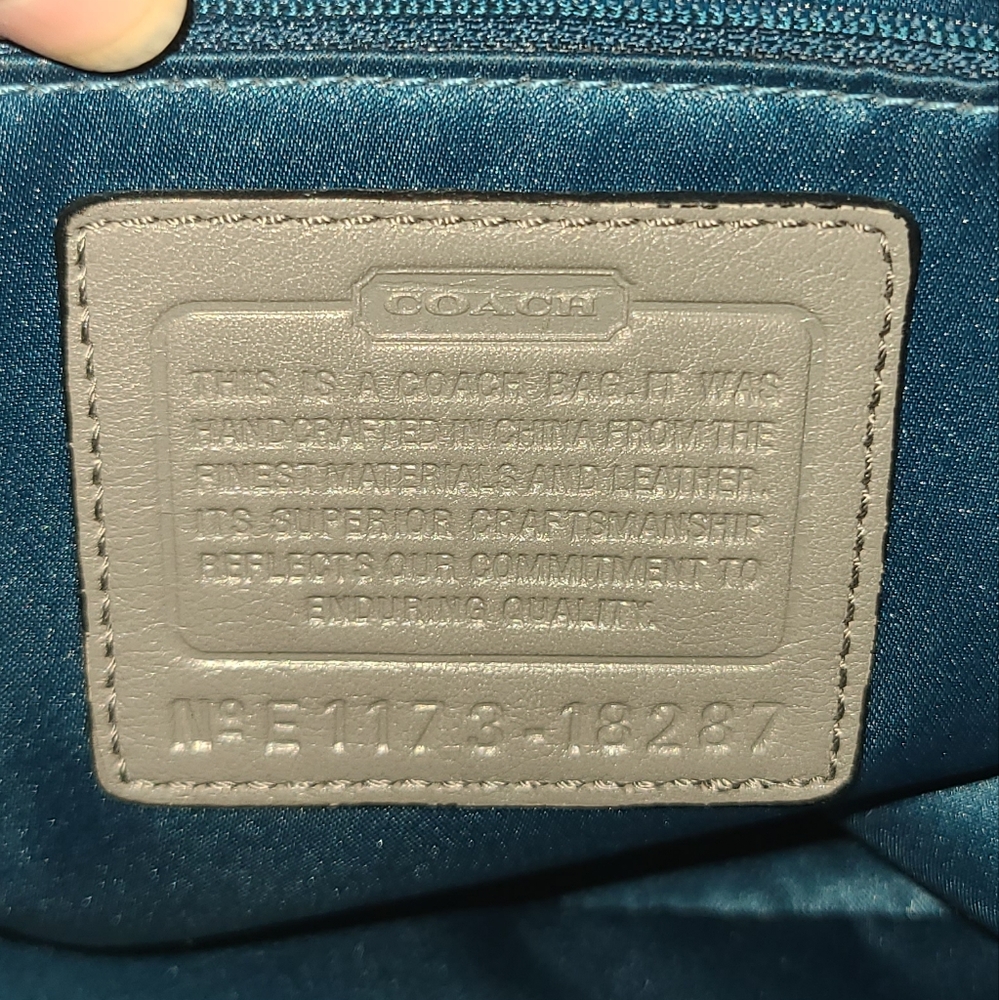 COACH
THIS IS A COACH BAG. IT WAS
HANDCRAFTED IN CHINA FROM THE
FINEST MATERIALS AND LEATHER.
ITS SUPERIOR CRAFTSMANSHIP
REFLECTS OUR COMMITMENT TO
ENDURING QUALITY.
Nº E1173-18287